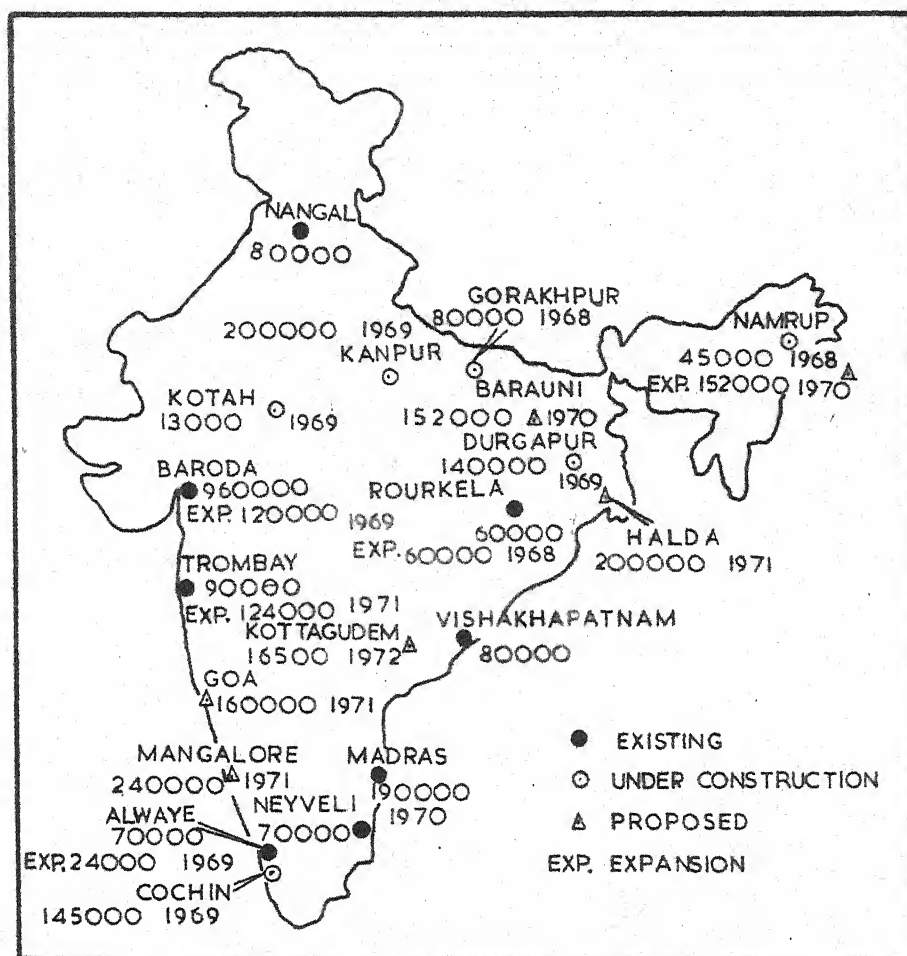 NANGAL
80000
GORAKHPUR
80000 1968
200000 1969
KANPUR
NAMRUP
45000 1968
EXP. 152000 1970
BARAUNI
152000 1970
KOTAH
13000 1969
DURGAPUR
140000
1969
BARODA
960000
EXP. 120000 1969
ROURKELA
60000
EXP. 60000 1968
HALDA
200000 1971
TROMBAY
90000
EXP. 124000 1971
KOTTAGUDEM
16500 1972
VISHAKHAPATNAM
80000
GOA
160000 1971
MANGALORE
240000 1971
MADRAS
190000
1970
NEYVELI
70000
ALWAYE
70000
EXP. 24000 1969
COCHIN
145000 1969
EXISTING
UNDER CONSTRUCTION
PROPOSED
EXP. EXPANSION